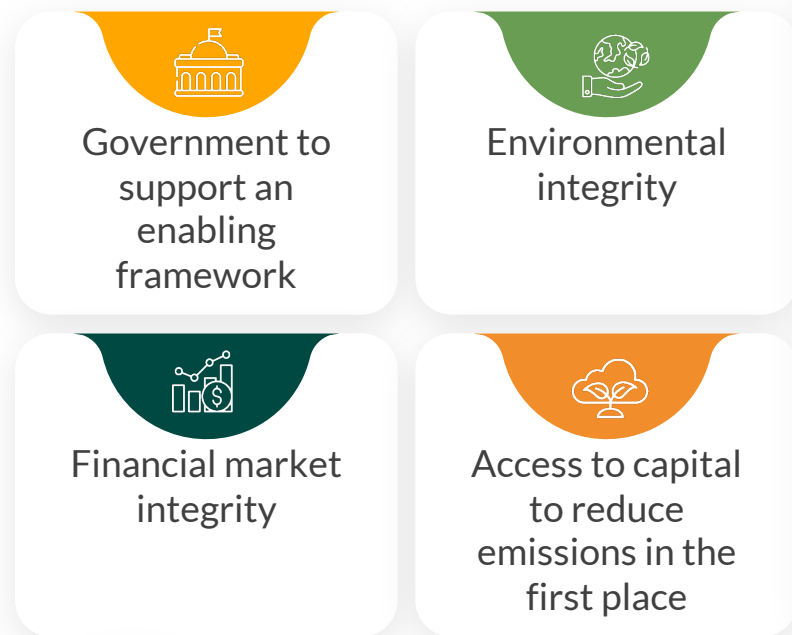 Government to
support an
enabling
framework
Environmental
integrity
Financial market
integrity
$
Access to capital
to reduce
emissions in the
first place